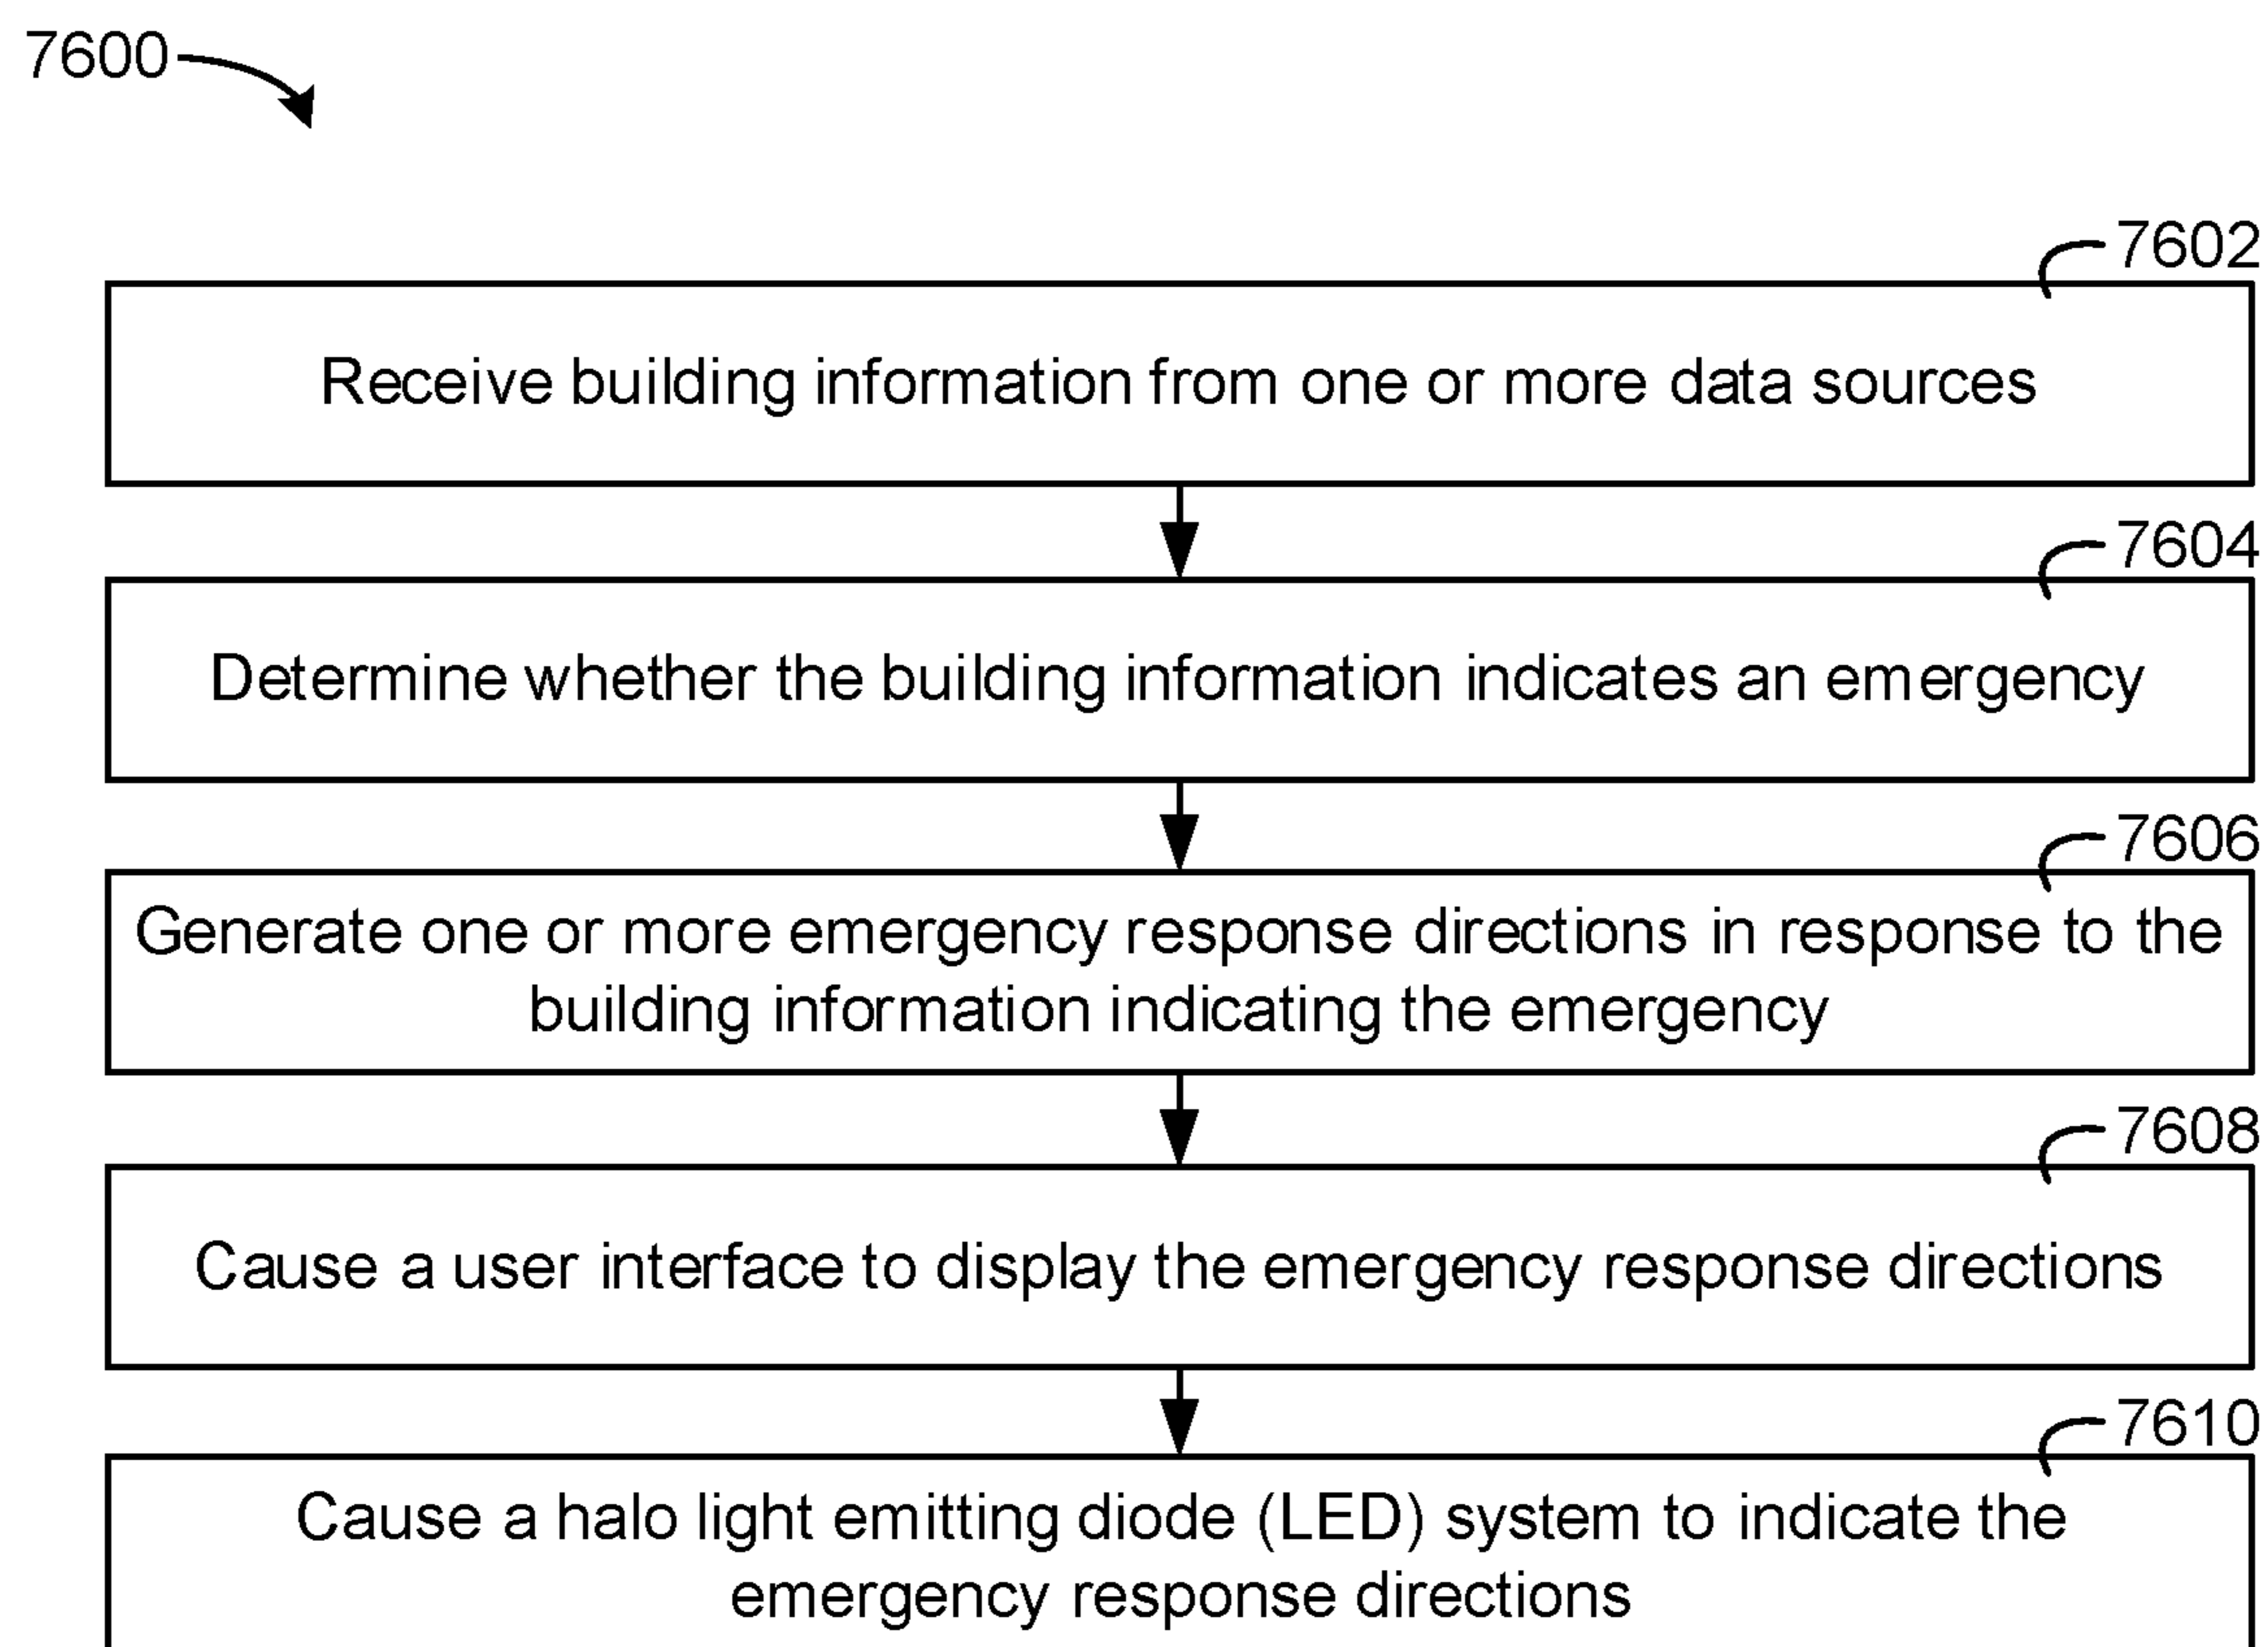 7600
7602
Receive building information from one or more data sources
7604
Determine whether the building information indicates an emergency
7606
Generate one or more emergency response directions in response to the
building information indicating the emergency
7608
Cause a user interface to display the emergency response directions
7610
Cause a halo light emitting diode (LED) system to indicate the
emergency response directions